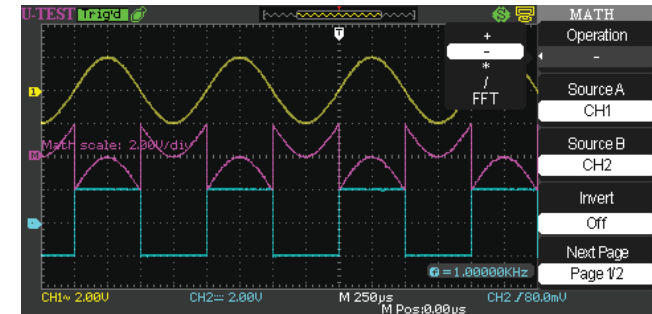 U-TEST Trig'd MATH
T
+
-
*
/
FFT
Operation
-
Source A
CH1
Source B
CH2
Invert
Off
Next Page
Page 1/2
1
Math scale: 2.00V/div
M
f = 1.00000KHz
CH1~ 2.00V CH2 2.00V M 250μs CH2 / 80.0mV
M Pos:0.00μs